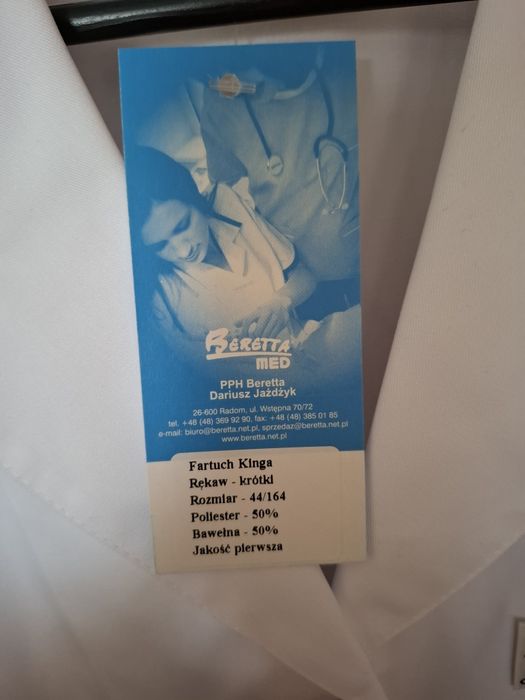 BERETTA
MED
PPH Beretta
Dariusz Jażdżyk
26-600 Radom, ul. Wstępna 70/72
tel. +48 (48) 369 92 90, fax: +48 (48) 385 01 85
e-mail: biuro@beretta.net.pl, sprzedaz@beretta.net.pl
www.beretta.net.pl
Fartuch Kinga
Rękaw - krótki
Rozmiar - 44/164
Poliester - 50%
Bawełna - 50%
Jakość pierwsza